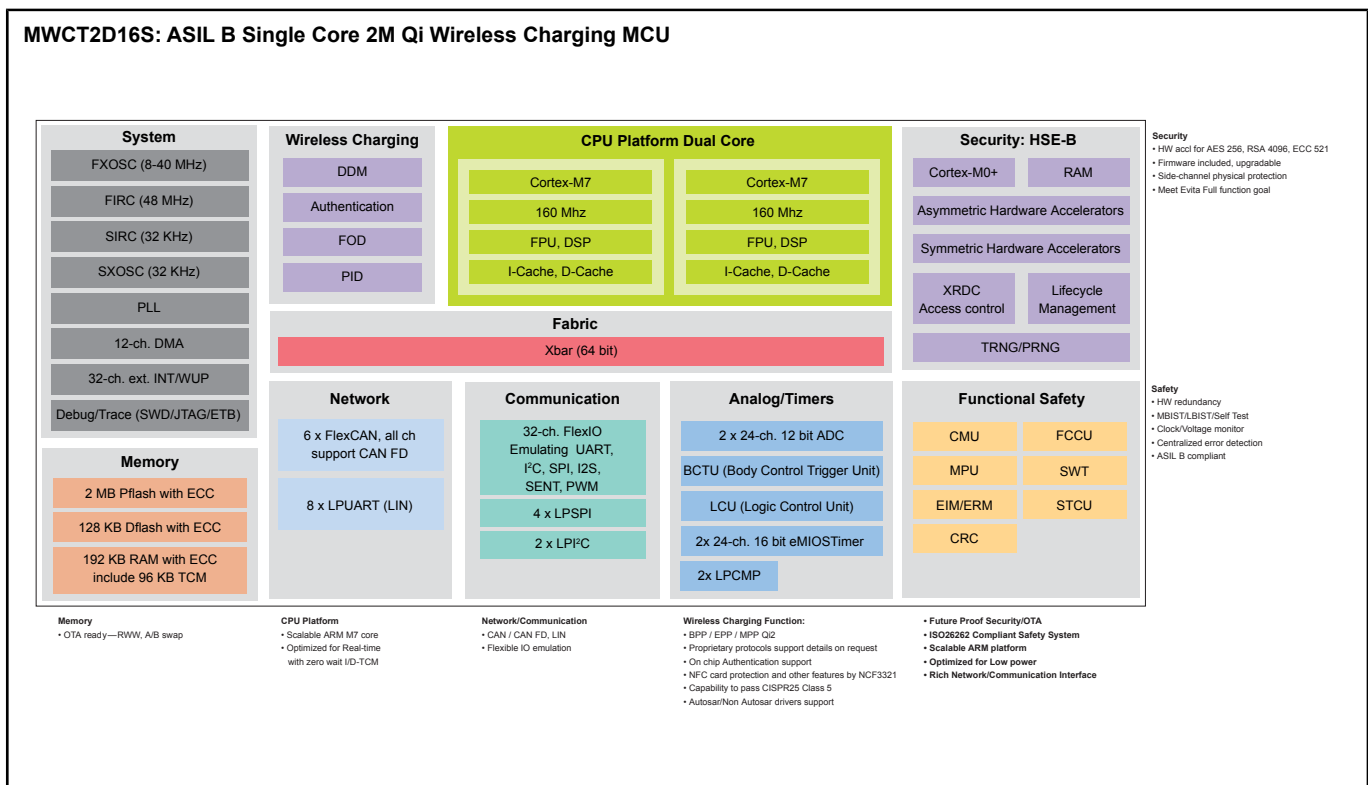 MWCT2D16S: ASIL B Single Core 2M Qi Wireless Charging MCU
System
FXOSC (8-40 MHz)
FIRC (48 MHz)
SIRC (32 KHz)
SXOSC (32 KHz)
PLL
12-ch. DMA
32-ch. ext. INT/WUP
Debug/Trace (SWD/JTAG/ETB)
Memory
2 MB Pflash with ECC
128 KB Dflash with ECC
192 KB RAM with ECC
include 96 KB TCM
Wireless Charging
DDM
Authentication
FOD
PID
CPU Platform Dual Core
Cortex-M7
160 Mhz
FPU, DSP
I-Cache, D-Cache
Cortex-M7
160 Mhz
FPU, DSP
I-Cache, D-Cache
Fabric
Xbar (64 bit)
Network
6 x FlexCAN, all ch
support CAN FD
8 x LPUART (LIN)
Communication
32-ch. FlexIO
Emulating UART,
I²C, SPI, I2S,
SENT, PWM
4 x LPSPI
2 x LPI²C
Analog/Timers
2 x 24-ch. 12 bit ADC
BCTU (Body Control Trigger Unit)
LCU (Logic Control Unit)
2x 24-ch. 16 bit eMIOSTimer
2x LPCMP
Security: HSE-B
Cortex-M0+
RAM
Asymmetric Hardware Accelerators
Symmetric Hardware Accelerators
XRDC
Access control
Lifecycle
Management
TRNG/PRNG
Functional Safety
CMU
FCCU
MPU
SWT
EIM/ERM
STCU
CRC
Security
• HW accl for AES 256, RSA 4096, ECC 521
• Firmware included, upgradable
• Side-channel physical protection
• Meet Evita Full function goal
Safety
• HW redundancy
• MBIST/LBIST/Self Test
• Clock/Voltage monitor
• Centralized error detection
• ASIL B compliant
Memory
• OTA ready—RWW, A/B swap
CPU Platform
• Scalable ARM M7 core
• Optimized for Real-time
with zero wait I/D-TCM
Network/Communication
• CAN / CAN FD, LIN
• Flexible IO emulation
Wireless Charging Function:
• BPP / EPP / MPP Qi2
• Proprietary protocols support details on request
• On chip Authentication support
• NFC card protection and other features by NCF3321
• Capability to pass CISPR25 Class 5
• Autosar/Non Autosar drivers support
• Future Proof Security/OTA
• ISO26262 Compliant Safety System
• Scalable ARM platform
• Optimized for Low power
• Rich Network/Communication Interface